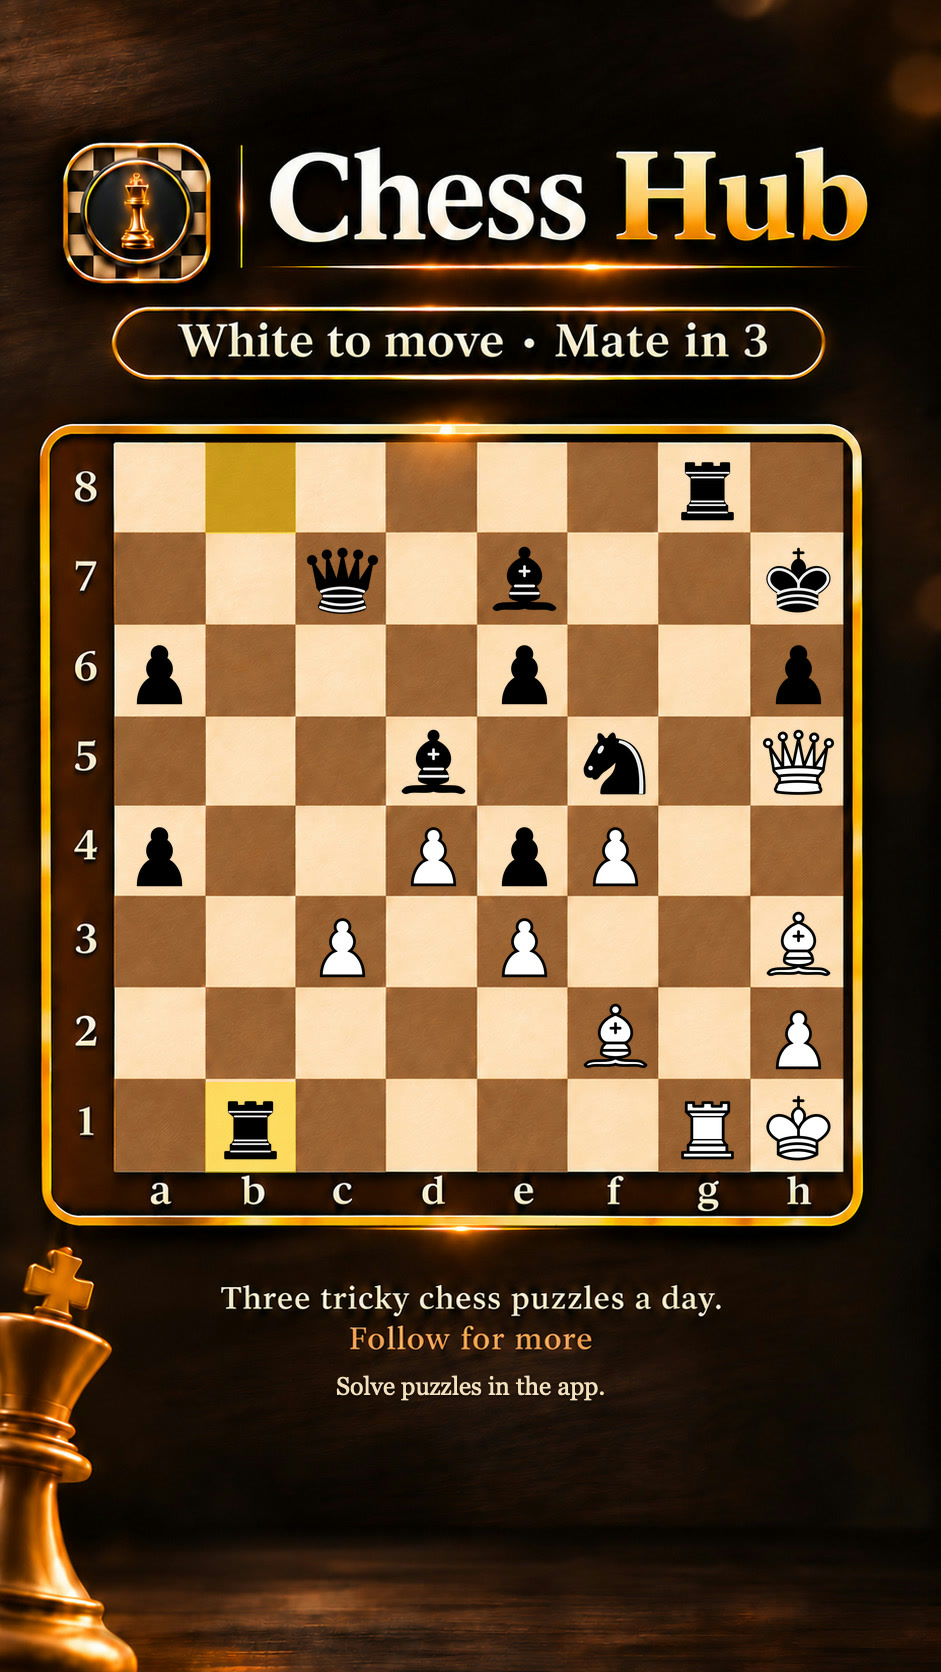 Chess Hub
White to move • Mate in 3
8
7
6
5
4
3
2
1
a b c d e f g h
Three tricky chess puzzles a day.
Follow for more
Solve puzzles in the app.